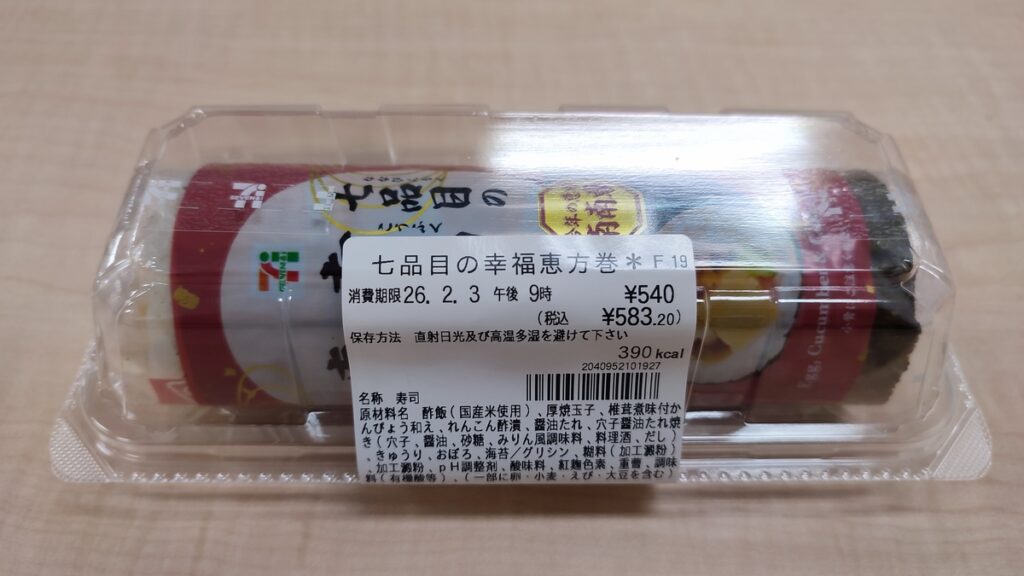 七品目の
七品目の幸福恵方巻＊ F 19
消費期限26. 2. 3 午後 9時 ¥540
(税込 ¥583.20)
保存方法 直射日光及び高温多湿を避けて下さい
390kcal
2040952101927
名称 寿司
原材料名 酢飯(国産米使用)、厚焼玉子、椎茸煮味付か
んぴょう和え、れんこん酢漬、醤油たれ、穴子醤油たれ焼
き(穴子、醤油、砂糖、みりん風調味料、料理酒、だし)
、きゅうり、おぼろ、海苔／グリシン、糊料(加工澱粉)
、加工澱粉、pH調整剤、酸味料、紅麹色素、重曹、調味
料(有機酸等)、(一部に卵・小麦・えび・大豆を含む)
Egg, Cucumber